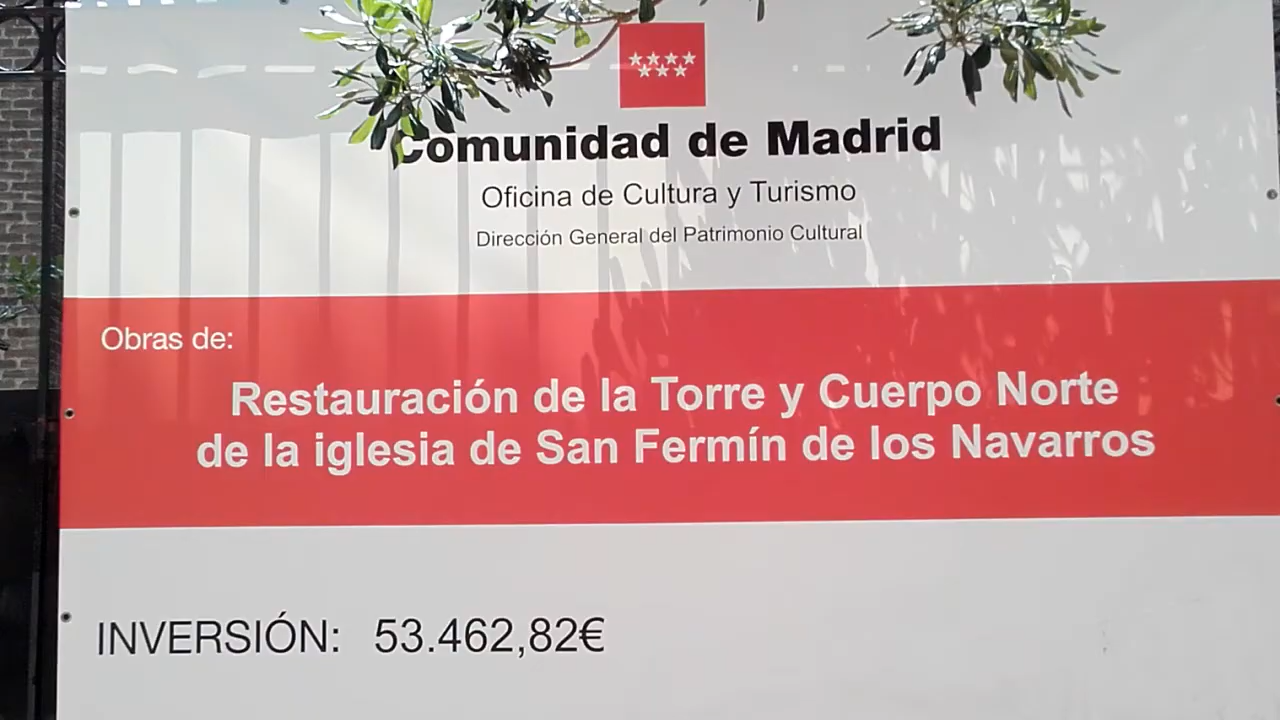 Comunidad de Madrid
Oficina de Cultura y Turismo
Dirección General del Patrimonio Cultural
Obras de:
Restauración de la Torre y Cuerpo Norte
de la iglesia de San Fermín de los Navarros
INVERSIÓN: 53.462,82€